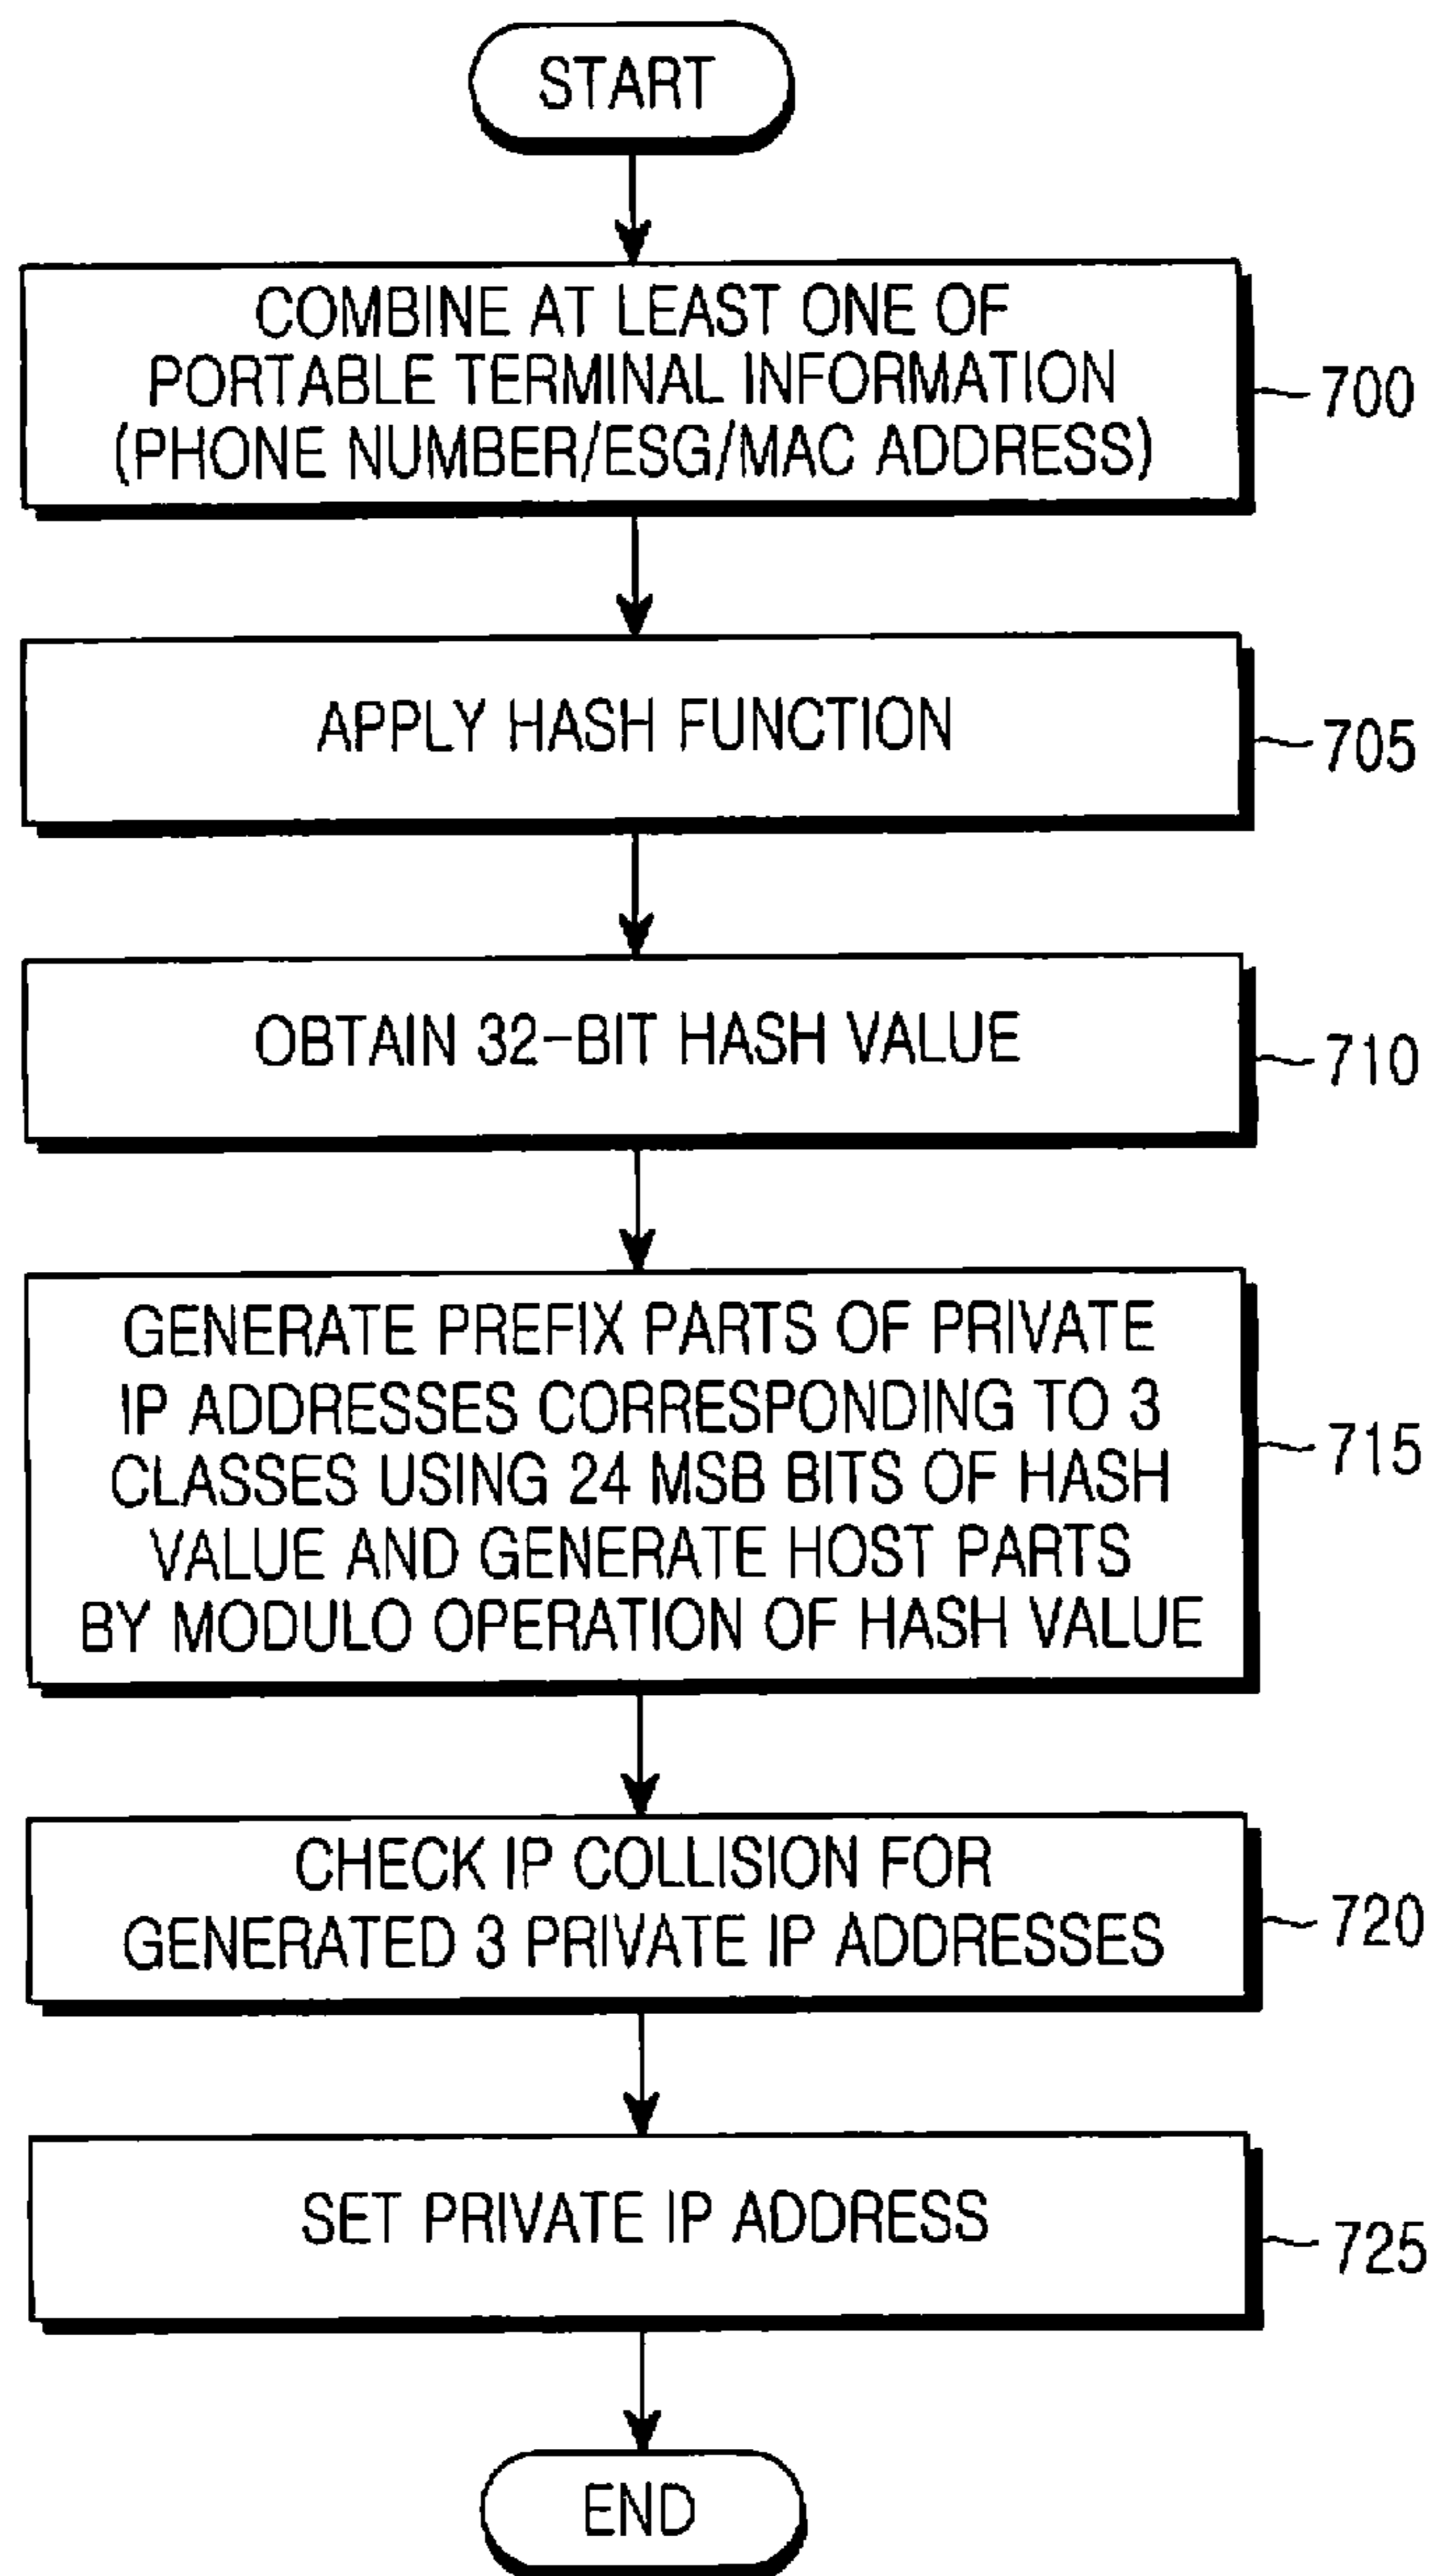 START
COMBINE AT LEAST ONE OF
PORTABLE TERMINAL INFORMATION
(PHONE NUMBER/ESG/MAC ADDRESS)
700
APPLY HASH FUNCTION
705
OBTAIN 32-BIT HASH VALUE
710
GENERATE PREFIX PARTS OF PRIVATE
IP ADDRESSES CORRESPONDING TO 3
CLASSES USING 24 MSB BITS OF HASH
VALUE AND GENERATE HOST PARTS
BY MODULO OPERATION OF HASH VALUE
715
CHECK IP COLLISION FOR
GENERATED 3 PRIVATE IP ADDRESSES
720
SET PRIVATE IP ADDRESS
725
END